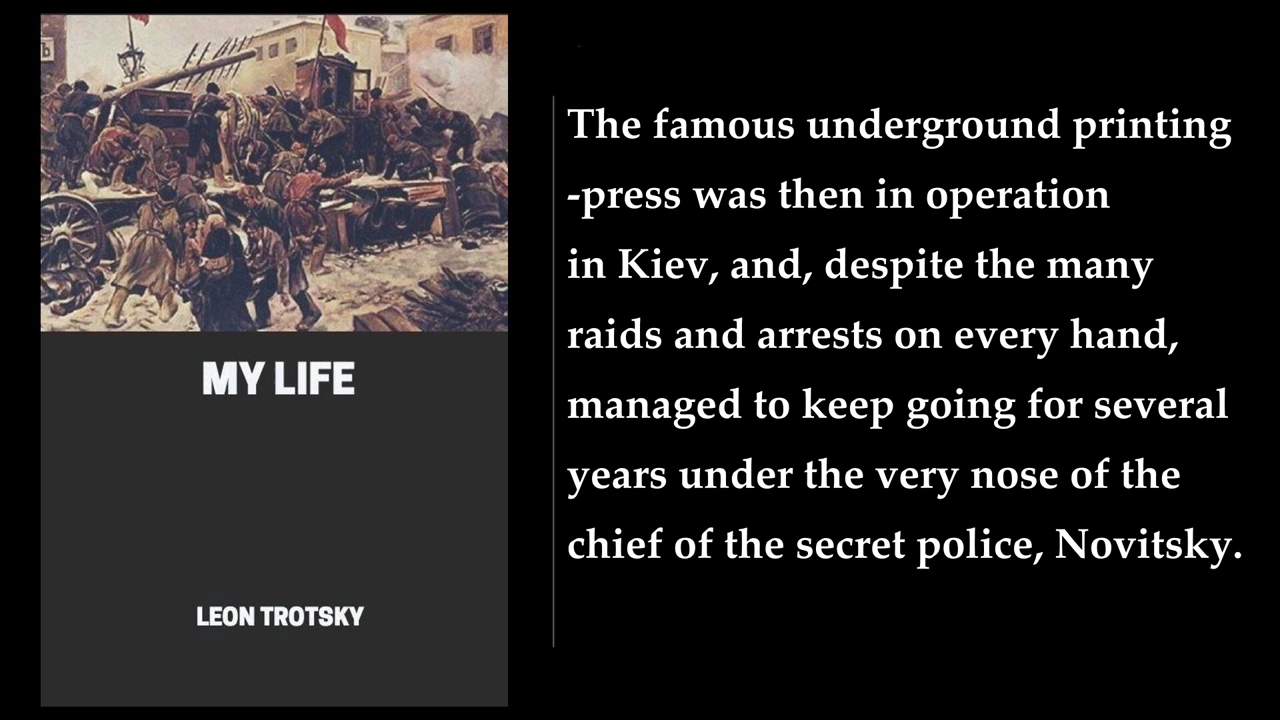 Ъ
MY LIFE
LEON TROTSKY
The famous underground printing
-press was then in operation
in Kiev, and, despite the many
raids and arrests on every hand,
managed to keep going for several
years under the very nose of the
chief of the secret police, Novitsky.